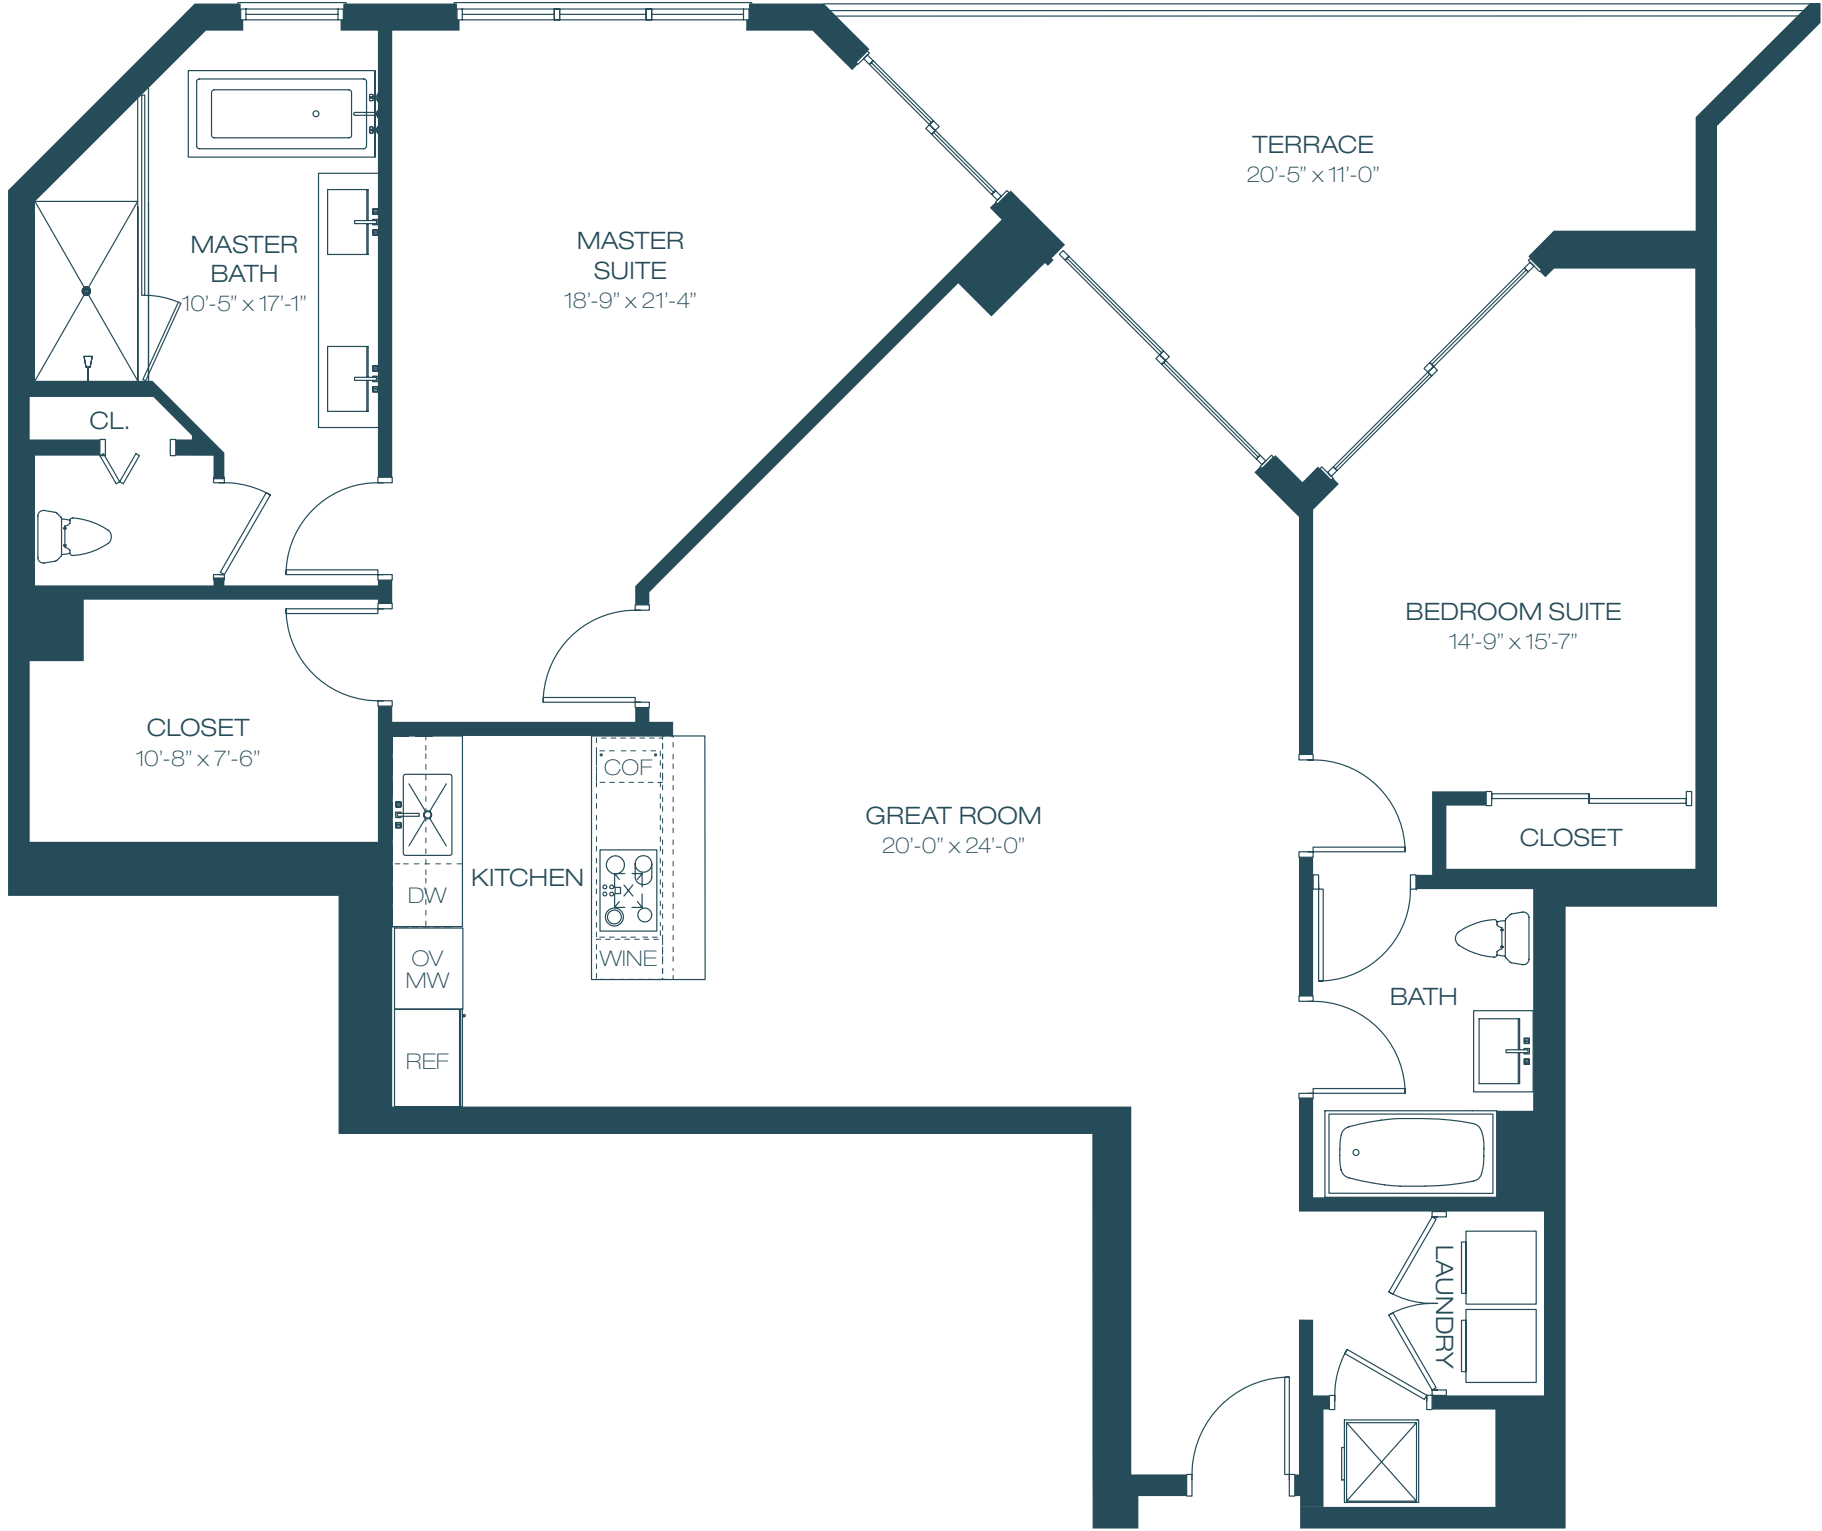 TERRACE
20'-5” x 11'-0”
MASTER
BATH
10'-5” x 17'-1”
MASTER
SUITE
18'-9” x 21'-4”
CL.
BEDROOM SUITE
14'-9” x 15'-7”
CLOSET
10'-8” x 7'-6”
COF
GREAT ROOM
20'-0” x 24'-0”
CLOSET
KITCHEN
DW
OV
MW
WINE
BATH
REF
LAUNDRY